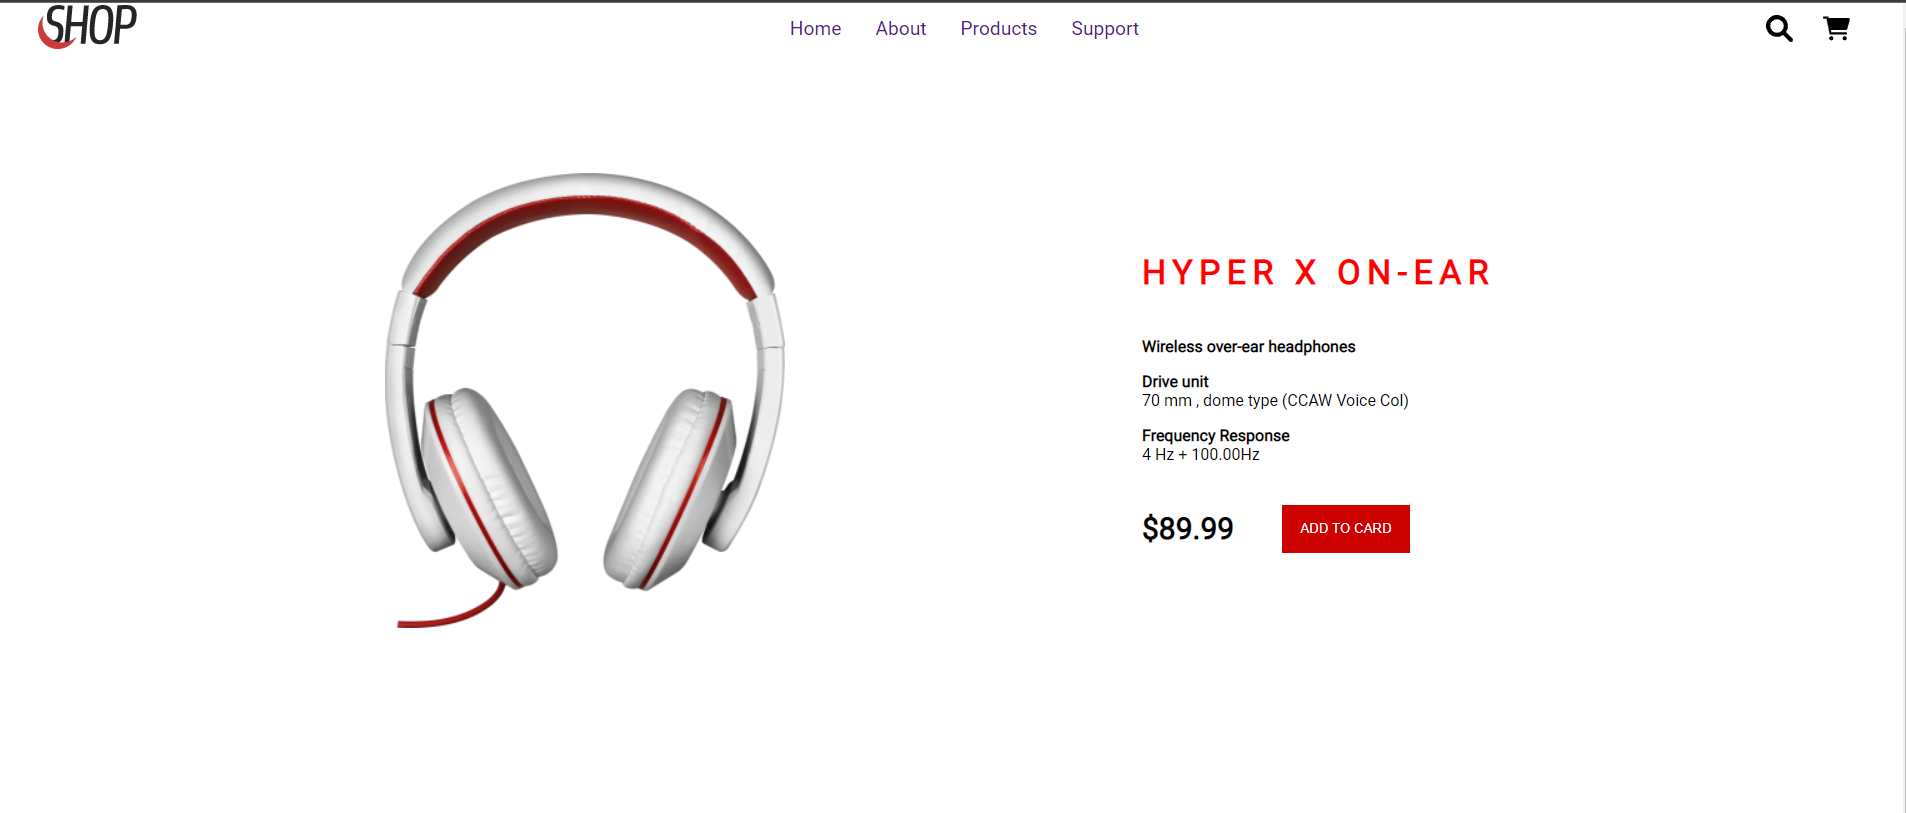 SHOP
Home About Products Support
HYPER X ON-EAR
Wireless over-ear headphones
Drive unit
70 mm , dome type (CCAW Voice Col)
Frequency Response
4 Hz + 100.00Hz
$89.99 ADD TO CARD